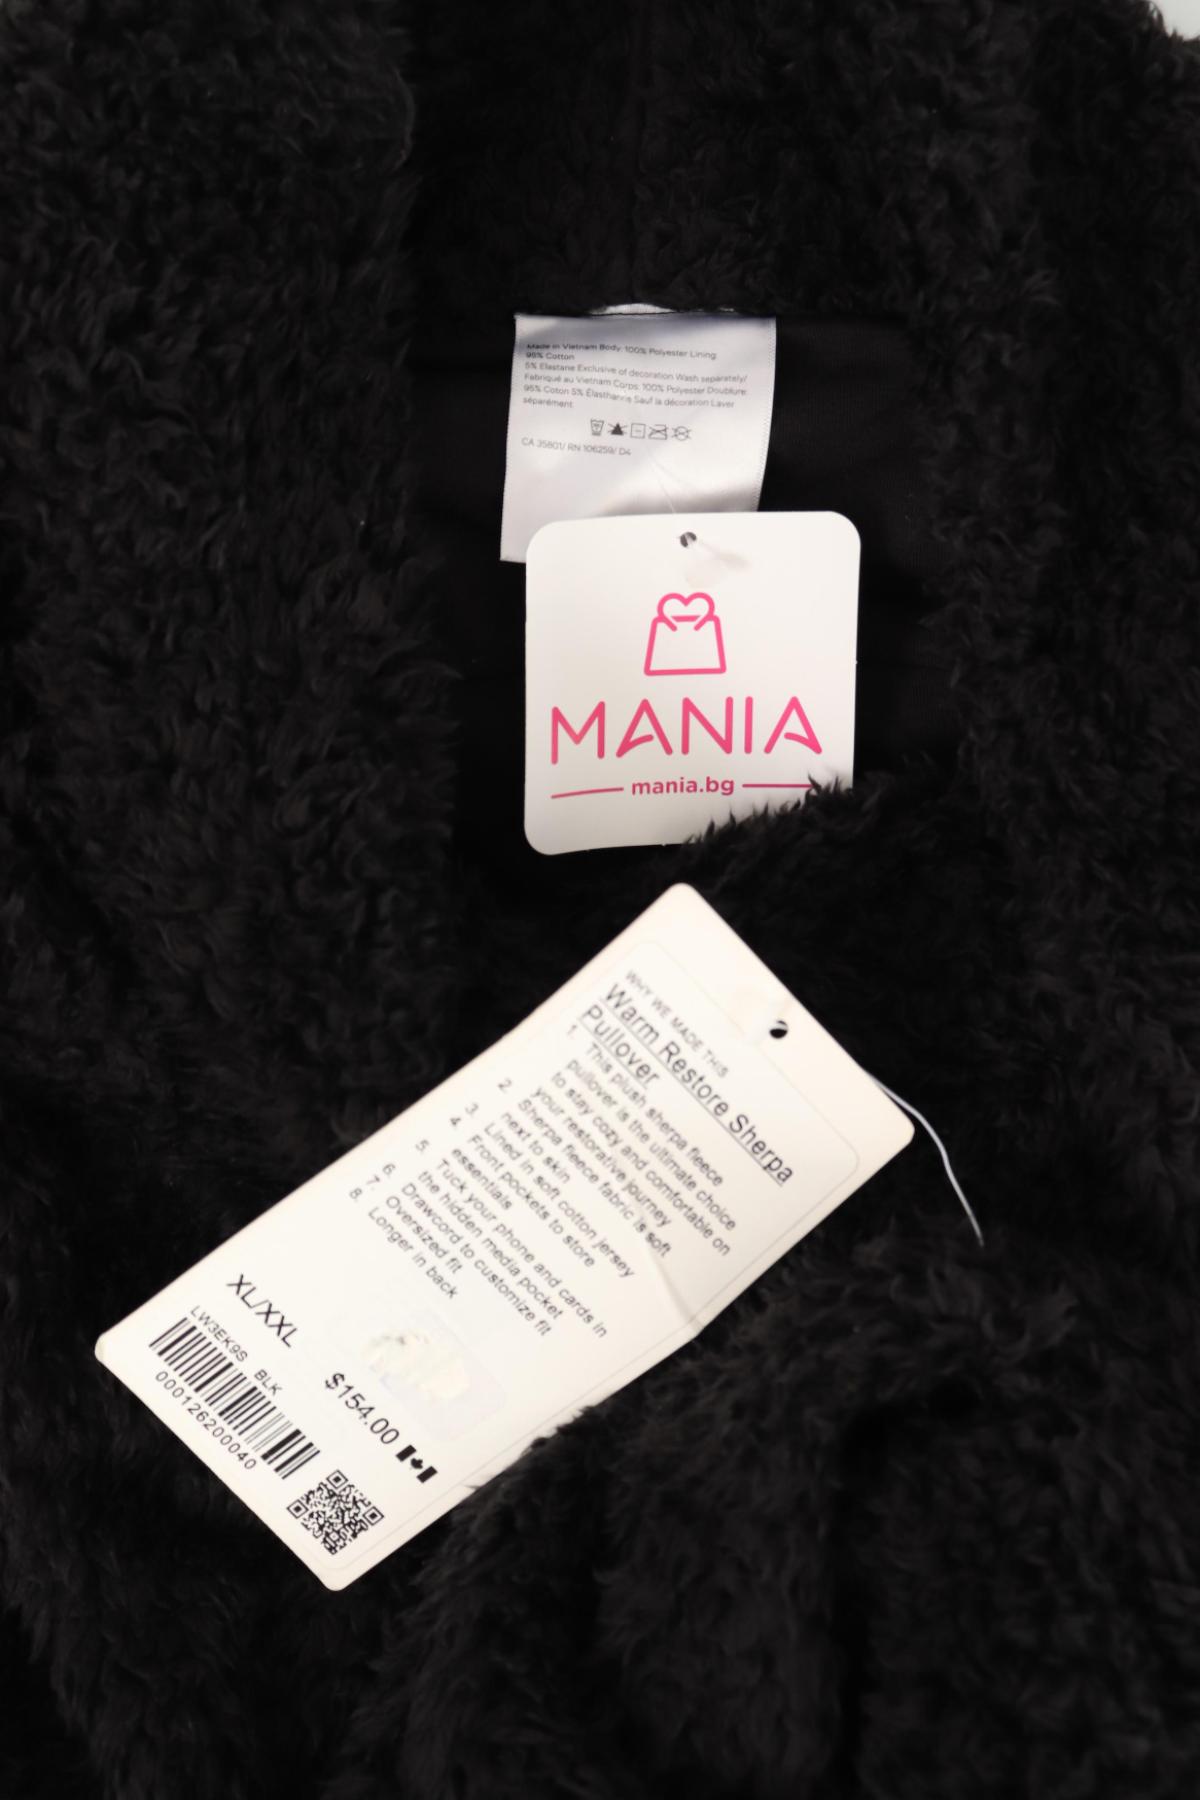 Made in Vietnam Body: 100% Polyester Lining:
95% Cotton
5% Elastane Exclusive of decoration Wash separately/
Fabriqué au Vietnam Corps: 100% Polyester Doublure:
95% Coton 5% Élasthanne Sauf la décoration Laver
séparément
CA 35801/ RN 106259/ D4
MANIA
mania.bg
WHY WE MADE THIS
Warm Restore Sherpa
Pullover
1. This plush sherpa fleece
pullover is the ultimate choice
to stay cozy and comfortable on
your restorative journey
2. Sherpa fleece fabric is soft
next to skin
3. Lined in soft cotton jersey
4. Front pockets to store
essentials
5. Tuck your phone and cards in
the hidden media pocket
6. Drawcord to customize fit
7. Oversized fit
8. Longer in back
XL/XXL
$154.00
LW3EK9S BLK
000126200040